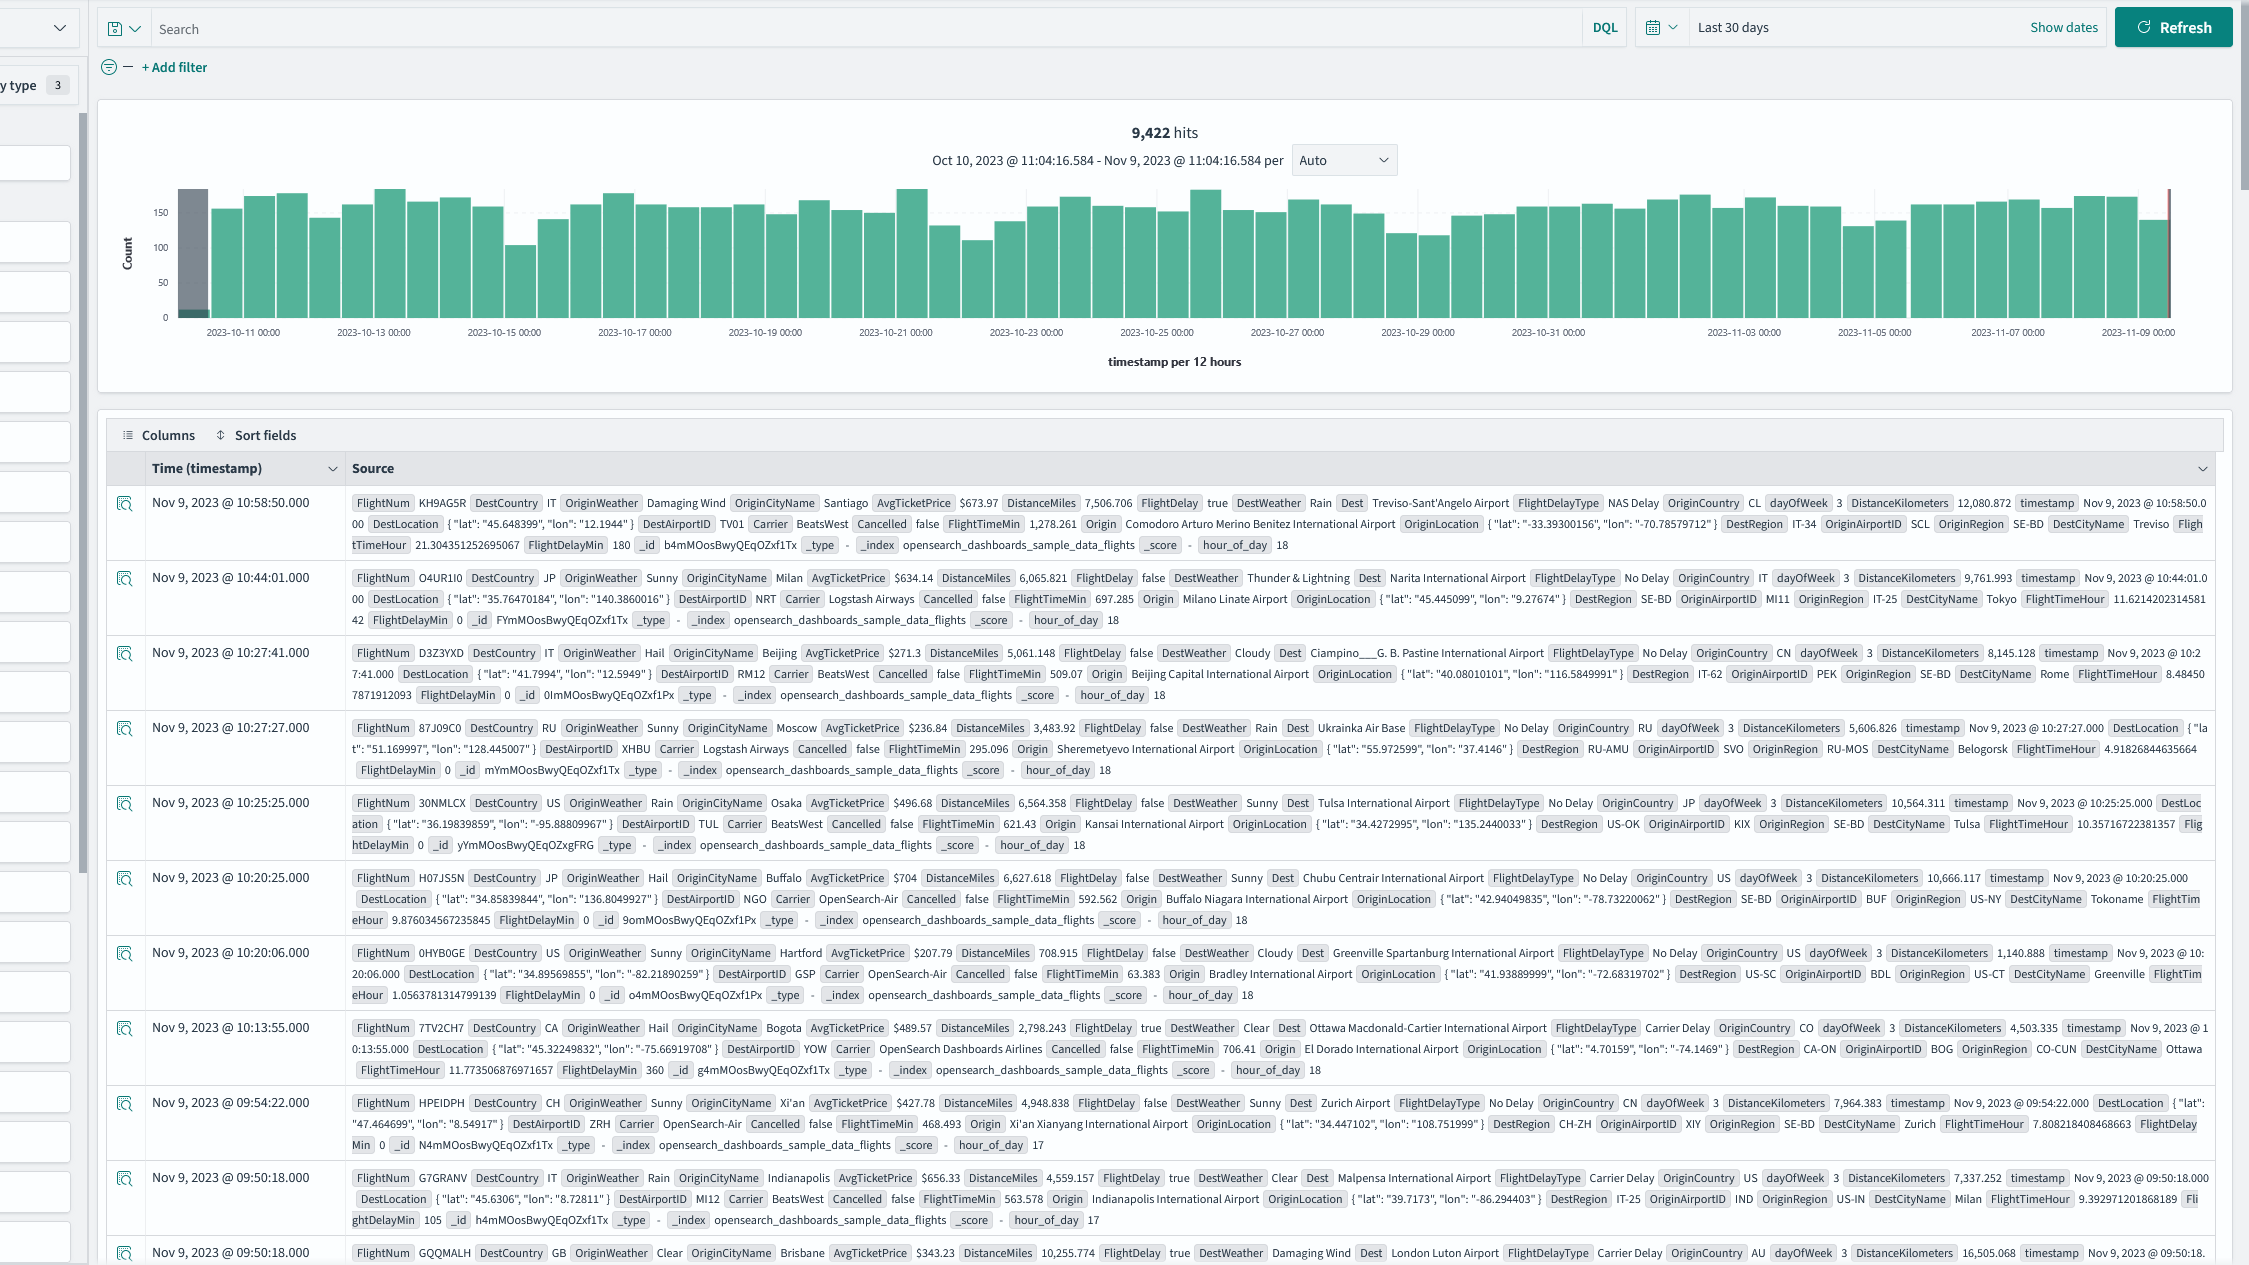 Search DQL Last 30 days Show dates Refresh
+ Add filter
y type 3
9,422 hits
Oct 10, 2023 @ 11:04:16.584 - Nov 9, 2023 @ 11:04:16.584 per Auto
Count
150
100
50
0
2023-10-11 00:00 2023-10-13 00:00 2023-10-15 00:00 2023-10-17 00:00 2023-10-19 00:00 2023-10-21 00:00 2023-10-23 00:00 2023-10-25 00:00 2023-10-27 00:00 2023-10-29 00:00 2023-10-31 00:00 2023-11-03 00:00 2023-11-05 00:00 2023-11-07 00:00 2023-11-09 00:00
timestamp per 12 hours
Columns Sort fields
Time (timestamp) Source
Nov 9, 2023 @ 10:58:50.000 FlightNum KH9AG5R DestCountry IT OriginWeather Damaging Wind OriginCityName Santiago AvgTicketPrice $673.97 DistanceMiles 7,506.706 FlightDelay true DestWeather Rain Dest Treviso-Sant'Angelo Airport FlightDelayType NAS Delay OriginCountry CL dayOfWeek 3 DistanceKilometers 12,080.872 timestamp Nov 9, 2023 @ 10:58:50.0
00 DestLocation { "lat": "45.648399", "lon": "12.1944" } DestAirportID TV01 Carrier BeatsWest Cancelled false FlightTimeMin 1,278.261 Origin Comodoro Arturo Merino Benitez International Airport OriginLocation { "lat": "-33.39300156", "lon": "-70.78579712" } DestRegion IT-34 OriginAirportID SCL OriginRegion SE-BD DestCityName Treviso Fligh
tTimeHour 21.304351252695067 FlightDelayMin 180 _id b4mMOosBwyQEqOZxf1Tx _type - _index opensearch_dashboards_sample_data_flights _score - hour_of_day 18
Nov 9, 2023 @ 10:44:01.000 FlightNum O4UR1I0 DestCountry JP OriginWeather Sunny OriginCityName Milan AvgTicketPrice $634.14 DistanceMiles 6,065.821 FlightDelay false DestWeather Thunder & Lightning Dest Narita International Airport FlightDelayType No Delay OriginCountry IT dayOfWeek 3 DistanceKilometers 9,761.993 timestamp Nov 9, 2023 @ 10:44:01.0
00 DestLocation { "lat": "35.76470184", "lon": "140.3860016" } DestAirportID NRT Carrier Logstash Airways Cancelled false FlightTimeMin 697.285 Origin Milano Linate Airport OriginLocation { "lat": "45.445099", "lon": "9.27674" } DestRegion SE-BD OriginAirportID MI11 OriginRegion IT-25 DestCityName Tokyo FlightTimeHour 11.6214202314581
42 FlightDelayMin 0 _id FYmMOosBwyQEqOZxf1Tx _type - _index opensearch_dashboards_sample_data_flights _score - hour_of_day 18
Nov 9, 2023 @ 10:27:41.000 FlightNum D3Z3YXD DestCountry IT OriginWeather Hail OriginCityName Beijing AvgTicketPrice $271.3 DistanceMiles 5,061.148 FlightDelay false DestWeather Cloudy Dest Ciampino___G. B. Pastine International Airport FlightDelayType No Delay OriginCountry CN dayOfWeek 3 DistanceKilometers 8,145.128 timestamp Nov 9, 2023 @ 10:2
7:41.000 DestLocation { "lat": "41.7994", "lon": "12.5949" } DestAirportID RM12 Carrier BeatsWest Cancelled false FlightTimeMin 509.07 Origin Beijing Capital International Airport OriginLocation { "lat": "40.08010101", "lon": "116.5849991" } DestRegion IT-62 OriginAirportID PEK OriginRegion SE-BD DestCityName Rome FlightTimeHour 8.48450
7871912093 FlightDelayMin 0 _id 0ImMOosBwyQEqOZxf1Px _type - _index opensearch_dashboards_sample_data_flights _score - hour_of_day 18
Nov 9, 2023 @ 10:27:27.000 FlightNum 87J09C0 DestCountry RU OriginWeather Sunny OriginCityName Moscow AvgTicketPrice $236.84 DistanceMiles 3,483.92 FlightDelay false DestWeather Rain Dest Ukrainka Air Base FlightDelayType No Delay OriginCountry RU dayOfWeek 3 DistanceKilometers 5,606.826 timestamp Nov 9, 2023 @ 10:27:27.000 DestLocation { "la
t": "51.169997", "lon": "128.445007" } DestAirportID XHBU Carrier Logstash Airways Cancelled false FlightTimeMin 295.096 Origin Sheremetyevo International Airport OriginLocation { "lat": "55.972599", "lon": "37.4146" } DestRegion RU-AMU OriginAirportID SVO OriginRegion RU-MOS DestCityName Belogorsk FlightTimeHour 4.91826844635664
FlightDelayMin 0 _id mYmMOosBwyQEqOZxf1Tx _type - _index opensearch_dashboards_sample_data_flights _score - hour_of_day 18
Nov 9, 2023 @ 10:25:25.000 FlightNum 30NMLCX DestCountry US OriginWeather Rain OriginCityName Osaka AvgTicketPrice $496.68 DistanceMiles 6,564.358 FlightDelay false DestWeather Sunny Dest Tulsa International Airport FlightDelayType No Delay OriginCountry JP dayOfWeek 3 DistanceKilometers 10,564.311 timestamp Nov 9, 2023 @ 10:25:25.000 DestLoc
ation { "lat": "36.19839859", "lon": "-95.88809967" } DestAirportID TUL Carrier BeatsWest Cancelled false FlightTimeMin 621.43 Origin Kansai International Airport OriginLocation { "lat": "34.4272995", "lon": "135.2440033" } DestRegion US-OK OriginAirportID KIX OriginRegion SE-BD DestCityName Tulsa FlightTimeHour 10.35716722381357 Flig
htDelayMin 0 _id yYmMOosBwyQEqOZxgFRG _type - _index opensearch_dashboards_sample_data_flights _score - hour_of_day 18
Nov 9, 2023 @ 10:20:25.000 FlightNum H07JS5N DestCountry JP OriginWeather Hail OriginCityName Buffalo AvgTicketPrice $704 DistanceMiles 6,627.618 FlightDelay false DestWeather Sunny Dest Chubu Centrair International Airport FlightDelayType No Delay OriginCountry US dayOfWeek 3 DistanceKilometers 10,666.117 timestamp Nov 9, 2023 @ 10:20:25.000
DestLocation { "lat": "34.85839844", "lon": "136.8049927" } DestAirportID NGO Carrier OpenSearch-Air Cancelled false FlightTimeMin 592.562 Origin Buffalo Niagara International Airport OriginLocation { "lat": "42.94049835", "lon": "-78.73220062" } DestRegion SE-BD OriginAirportID BUF OriginRegion US-NY DestCityName Tokoname FlightTim
eHour 9.876034567235845 FlightDelayMin 0 _id 9omMOosBwyQEqOZxf1Px _type - _index opensearch_dashboards_sample_data_flights _score - hour_of_day 18
Nov 9, 2023 @ 10:20:06.000 FlightNum 0HYB0GE DestCountry US OriginWeather Sunny OriginCityName Hartford AvgTicketPrice $207.79 DistanceMiles 708.915 FlightDelay false DestWeather Cloudy Dest Greenville Spartanburg International Airport FlightDelayType No Delay OriginCountry US dayOfWeek 3 DistanceKilometers 1,140.888 timestamp Nov 9, 2023 @ 10:
20:06.000 DestLocation { "lat": "34.89569855", "lon": "-82.21890259" } DestAirportID GSP Carrier OpenSearch-Air Cancelled false FlightTimeMin 63.383 Origin Bradley International Airport OriginLocation { "lat": "41.93889999", "lon": "-72.68319702" } DestRegion US-SC OriginAirportID BDL OriginRegion US-CT DestCityName Greenville FlightTim
eHour 1.0563781314799139 FlightDelayMin 0 _id o4mMOosBwyQEqOZxf1Px _type - _index opensearch_dashboards_sample_data_flights _score - hour_of_day 18
Nov 9, 2023 @ 10:13:55.000 FlightNum 7TV2CH7 DestCountry CA OriginWeather Hail OriginCityName Bogota AvgTicketPrice $489.57 DistanceMiles 2,798.243 FlightDelay true DestWeather Clear Dest Ottawa Macdonald-Cartier International Airport FlightDelayType Carrier Delay OriginCountry CO dayOfWeek 3 DistanceKilometers 4,503.335 timestamp Nov 9, 2023 @ 1
0:13:55.000 DestLocation { "lat": "45.32249832", "lon": "-75.66919708" } DestAirportID YOW Carrier OpenSearch Dashboards Airlines Cancelled false FlightTimeMin 706.41 Origin El Dorado International Airport OriginLocation { "lat": "4.70159", "lon": "-74.1469" } DestRegion CA-ON OriginAirportID BOG OriginRegion CO-CUN DestCityName Ottawa
FlightTimeHour 11.773506876971657 FlightDelayMin 360 _id g4mMOosBwyQEqOZxf1Tx _type - _index opensearch_dashboards_sample_data_flights _score - hour_of_day 18
Nov 9, 2023 @ 09:54:22.000 FlightNum HPEIDPH DestCountry CH OriginWeather Sunny OriginCityName Xi'an AvgTicketPrice $427.78 DistanceMiles 4,948.838 FlightDelay false DestWeather Sunny Dest Zurich Airport FlightDelayType No Delay OriginCountry CN dayOfWeek 3 DistanceKilometers 7,964.383 timestamp Nov 9, 2023 @ 09:54:22.000 DestLocation { "lat":
"47.464699", "lon": "8.54917" } DestAirportID ZRH Carrier OpenSearch-Air Cancelled false FlightTimeMin 468.493 Origin Xi'an Xianyang International Airport OriginLocation { "lat": "34.447102", "lon": "108.751999" } DestRegion CH-ZH OriginAirportID XIY OriginRegion SE-BD DestCityName Zurich FlightTimeHour 7.808218408468663 FlightDelay
Min 0 _id N4mMOosBwyQEqOZxf1Tx _type - _index opensearch_dashboards_sample_data_flights _score - hour_of_day 17
Nov 9, 2023 @ 09:50:18.000 FlightNum G7GRANV DestCountry IT OriginWeather Rain OriginCityName Indianapolis AvgTicketPrice $656.33 DistanceMiles 4,559.157 FlightDelay true DestWeather Clear Dest Malpensa International Airport FlightDelayType Carrier Delay OriginCountry US dayOfWeek 3 DistanceKilometers 7,337.252 timestamp Nov 9, 2023 @ 09:50:18.000
DestLocation { "lat": "45.6306", "lon": "8.72811" } DestAirportID MI12 Carrier BeatsWest Cancelled false FlightTimeMin 563.578 Origin Indianapolis International Airport OriginLocation { "lat": "39.7173", "lon": "-86.294403" } DestRegion IT-25 OriginAirportID IND OriginRegion US-IN DestCityName Milan FlightTimeHour 9.392971201868189 Fli
ghtDelayMin 105 _id h4mMOosBwyQEqOZxf1Tx _type - _index opensearch_dashboards_sample_data_flights _score - hour_of_day 17
Nov 9, 2023 @ 09:50:18.000 FlightNum GQQMALH DestCountry GB OriginWeather Clear OriginCityName Brisbane AvgTicketPrice $343.23 DistanceMiles 10,255.774 FlightDelay true DestWeather Damaging Wind Dest London Luton Airport FlightDelayType Carrier Delay OriginCountry AU dayOfWeek 3 DistanceKilometers 16,505.068 timestamp Nov 9, 2023 @ 09:50:18.